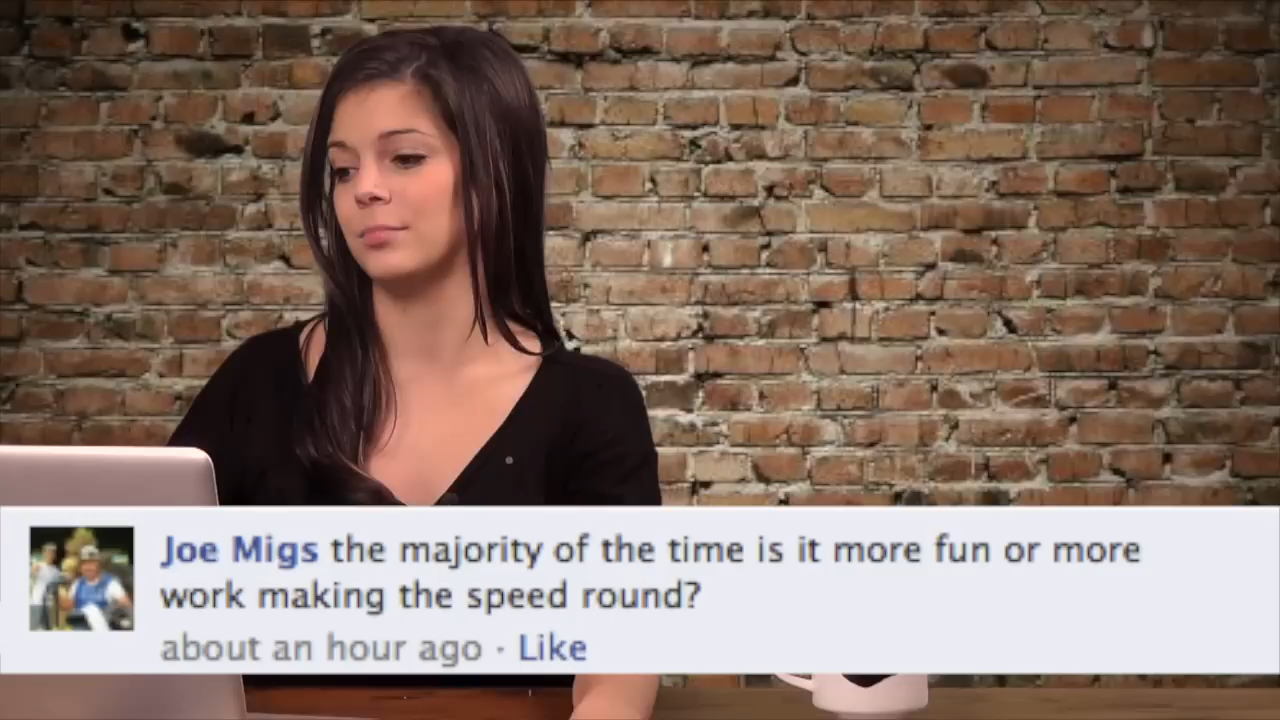 Joe Migs the majority of the time is it more fun or more
work making the speed round?
about an hour ago · Like